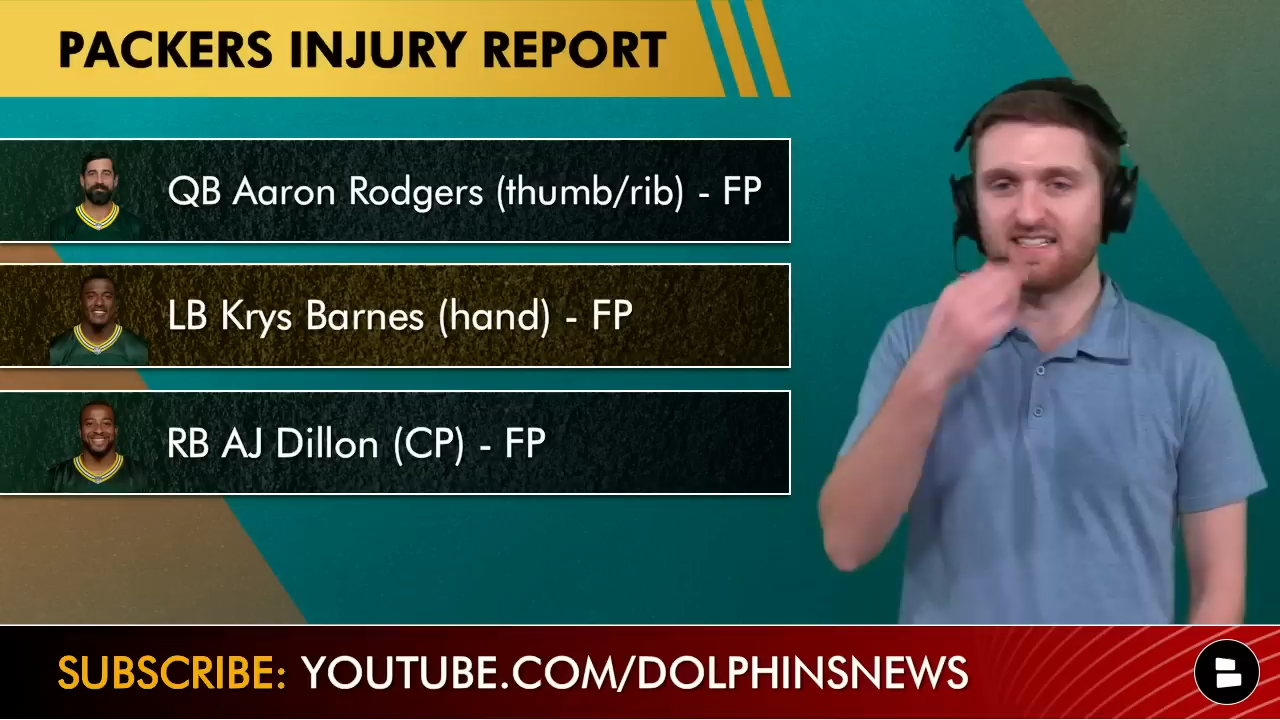 PACKERS INJURY REPORT
QB Aaron Rodgers (thumb/rib) - FP
LB Krys Barnes (hand) - FP
RB AJ Dillon (CP) - FP
SUBSCRIBE: YOUTUBE.COM/DOLPHINSNEWS